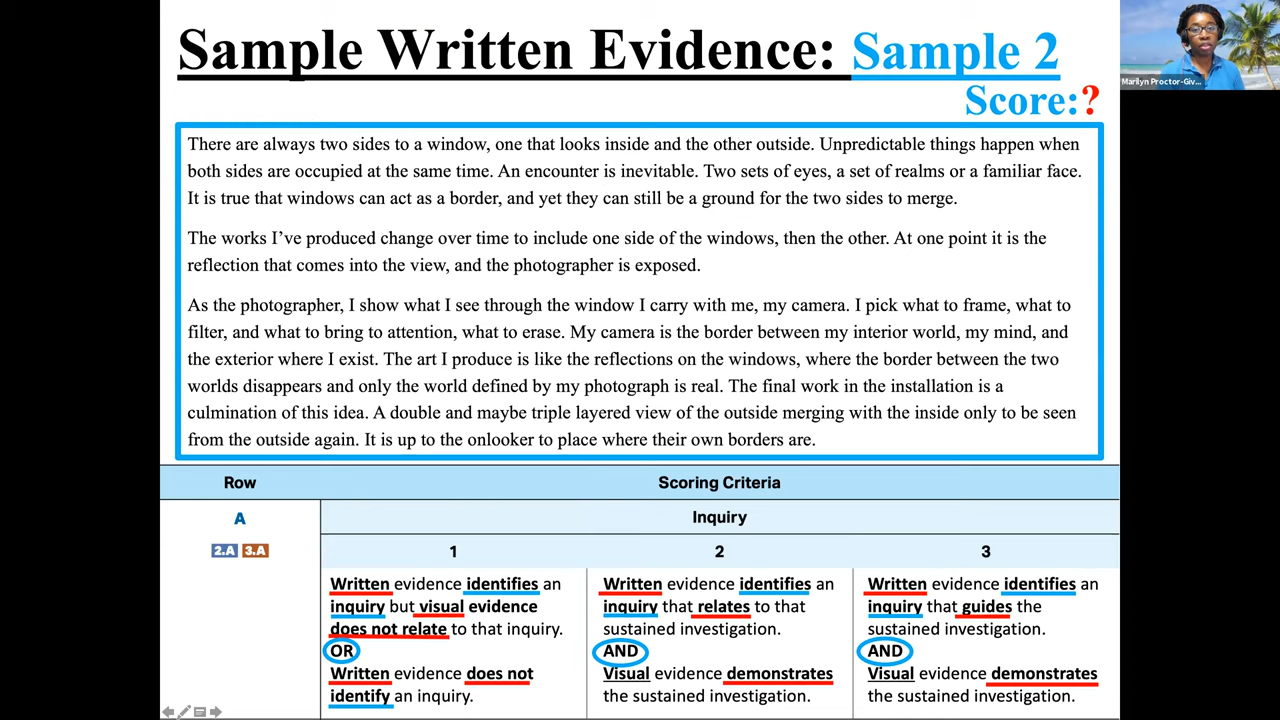 Sample Written Evidence: Sample 2
Score:?
Marilyn Proctor-Giv...
There are always two sides to a window, one that looks inside and the other outside. Unpredictable things happen when
both sides are occupied at the same time. An encounter is inevitable. Two sets of eyes, a set of realms or a familiar face.
It is true that windows can act as a border, and yet they can still be a ground for the two sides to merge.
The works I’ve produced change over time to include one side of the windows, then the other. At one point it is the
reflection that comes into the view, and the photographer is exposed.
As the photographer, I show what I see through the window I carry with me, my camera. I pick what to frame, what to
filter, and what to bring to attention, what to erase. My camera is the border between my interior world, my mind, and
the exterior where I exist. The art I produce is like the reflections on the windows, where the border between the two
worlds disappears and only the world defined by my photograph is real. The final work in the installation is a
culmination of this idea. A double and maybe triple layered view of the outside merging with the inside only to be seen
from the outside again. It is up to the onlooker to place where their own borders are.
Row
Scoring Criteria
A
Inquiry
2.A 3.A
1
2
3
Written evidence identifies an
inquiry but visual evidence
does not relate to that inquiry.
OR
Written evidence does not
identify an inquiry.
Written evidence identifies an
inquiry that relates to that
sustained investigation.
AND
Visual evidence demonstrates
the sustained investigation.
Written evidence identifies an
inquiry that guides the
sustained investigation.
AND
Visual evidence demonstrates
the sustained investigation.